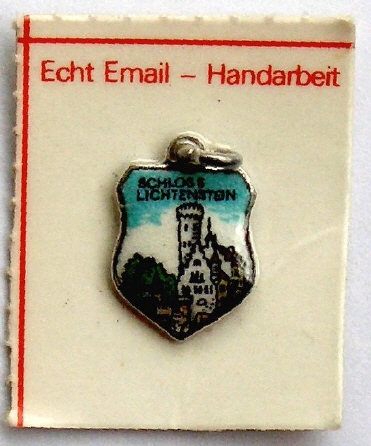 Echt Email – Handarbeit
SCHLOSS
LICHTENSTEIN